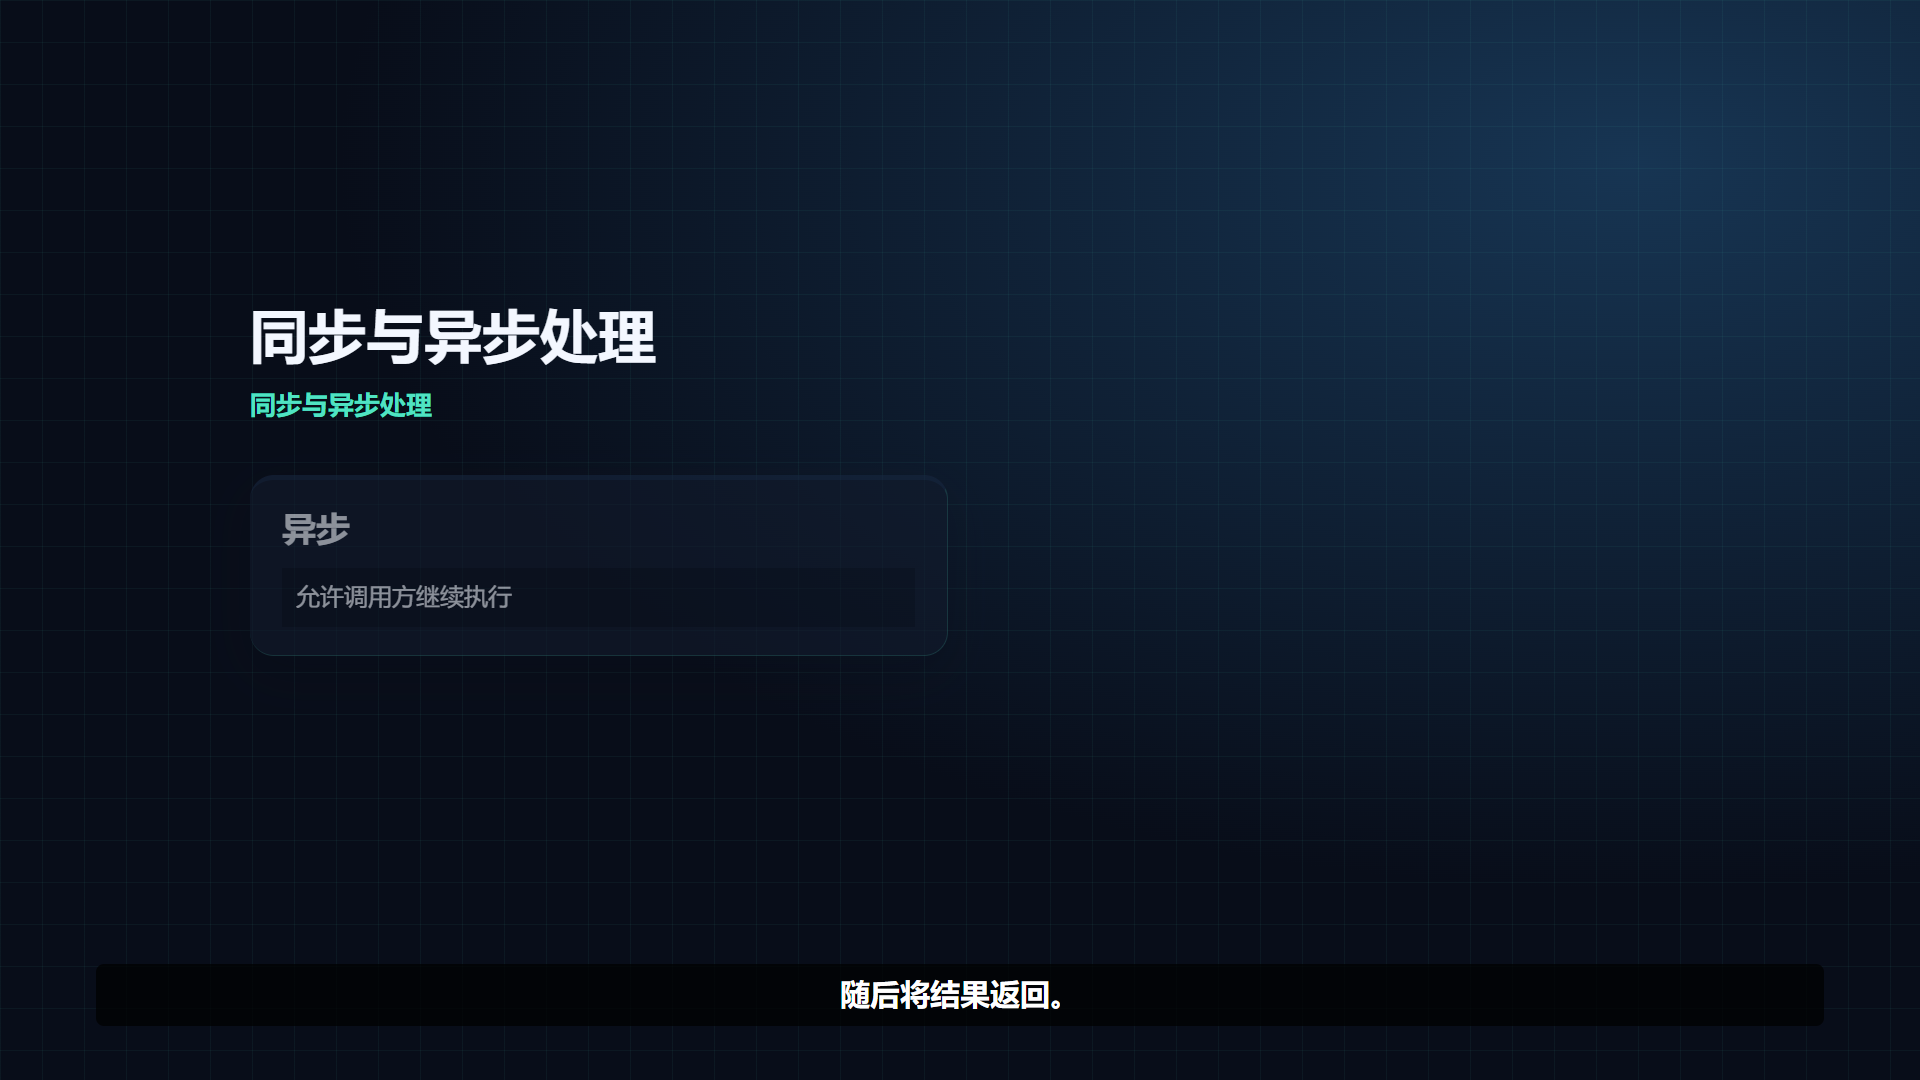 同步与异步处理
同步与异步处理
异步
允许调用方继续执行
随后将结果返回。